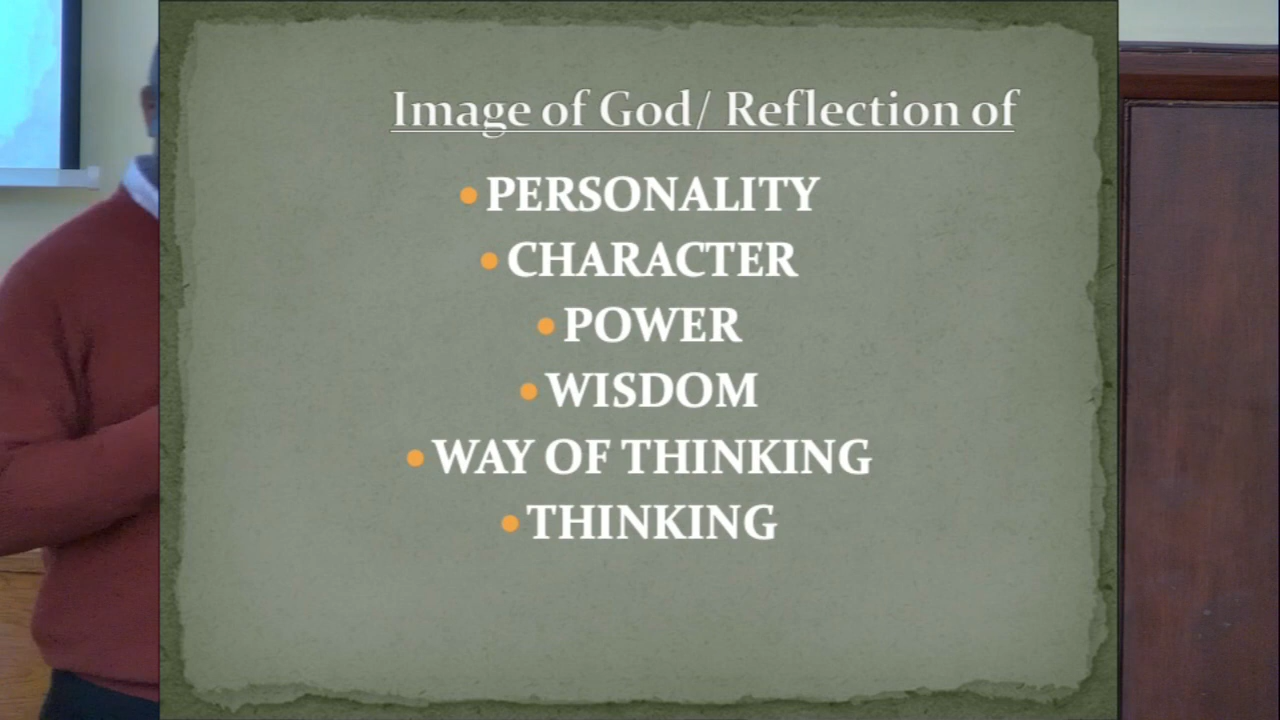 Image of God/ Reflection of
• PERSONALITY
• CHARACTER
• POWER
• WISDOM
• WAY OF THINKING
• THINKING